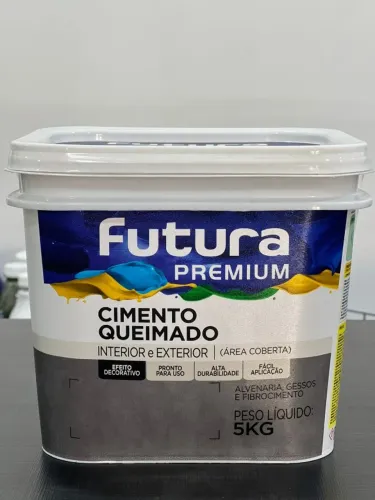 Futura
PREMIUM
CIMENTO
QUEIMADO
INTERIOR e EXTERIOR (ÁREA COBERTA)
EFEITO DECORATIVO PRONTO PARA USO ALTA DURABILIDADE FÁCIL APLICAÇÃO
ALVENARIA, GESSOS
E FIBROCIMENTO
PESO LÍQUIDO:
5KG